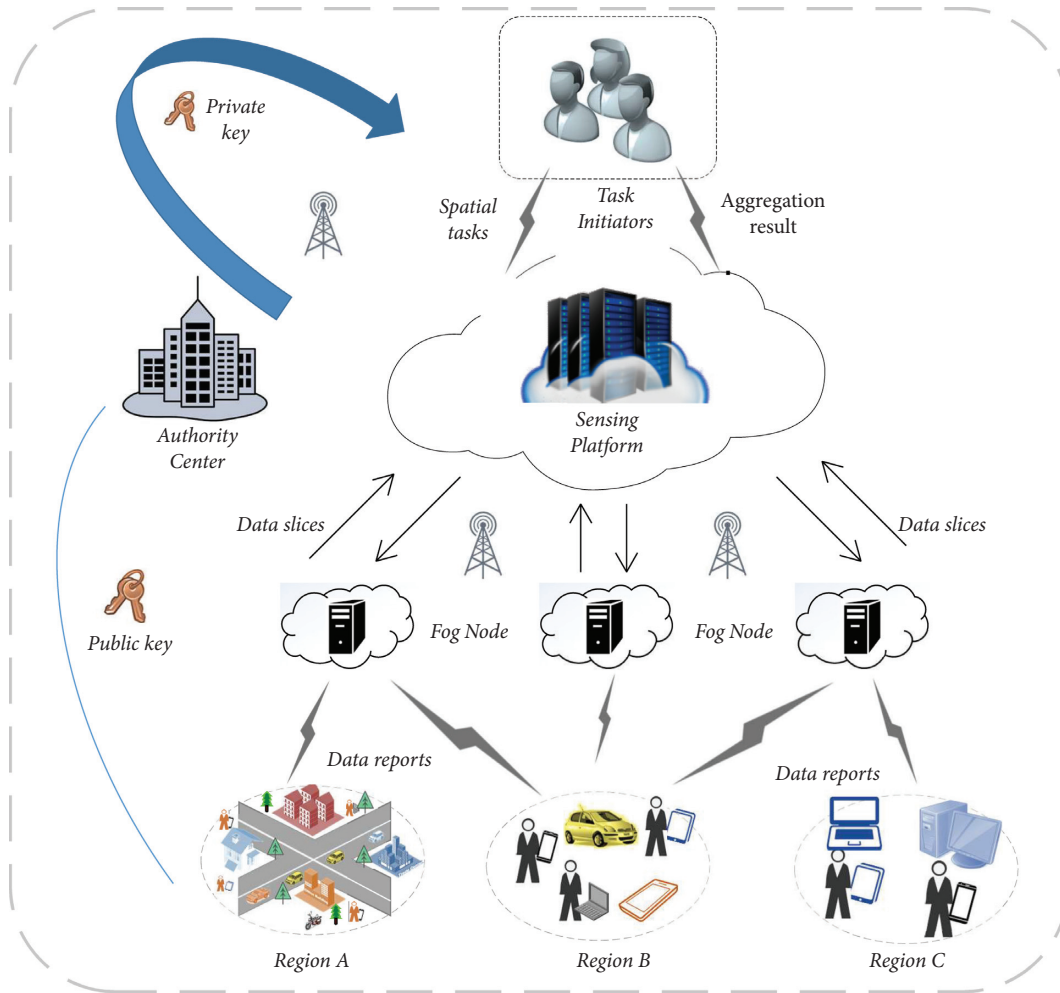 Private
key
Spatial
tasks
Task
Initiators
Aggregation
result
Authority
Center
Sensing
Platform
Data slices
Data slices
Public key
Fog Node
Fog Node
Data reports
Data reports
Region A
Region B
Region C